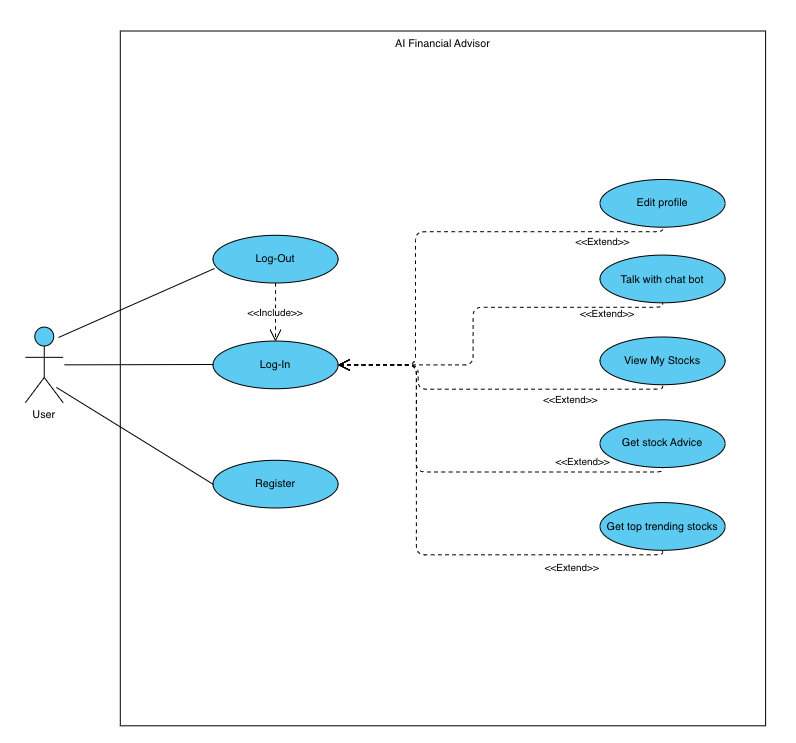 AI Financial Advisor
Edit profile
<<Extend>>
Log-Out
Talk with chat bot
<<Include>>
<<Extend>>
Log-In
View My Stocks
<<Extend>>
User
Get stock Advice
<<Extend>>
Register
Get top trending stocks
<<Extend>>